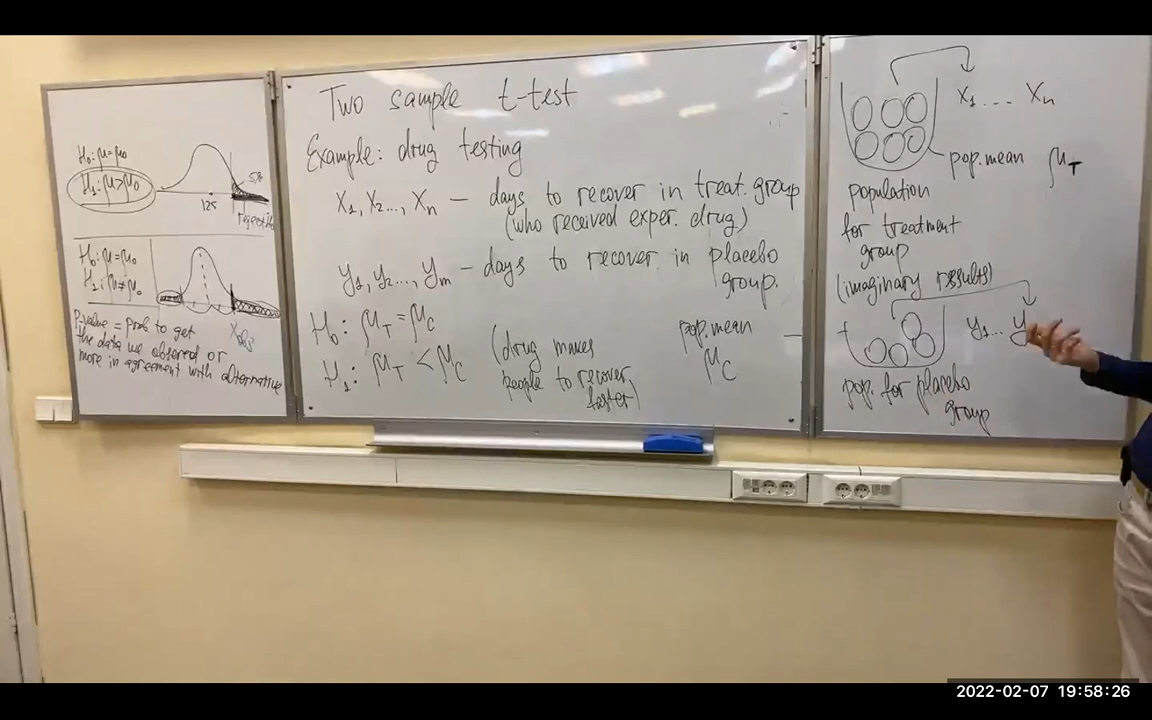 H₀: μ=μ₀
H₁: μ>μ₀
5%
125
H₀: μ=μ₀
H₁: μ≠μ₀
Xobs
P-value = prob. to get
the data we observed or
more in agreement with alternative
Two sample t-test
Example: drug testing
X₁, X₂..., Xn — days to recover in treat. group
(who received exper. drug)
y₁, y₂..., ym — days to recover in placebo
group.
H₀: μT = μC
H₁: μT < μC
(drug makes
people to recover
faster)
pop. mean
μC
X₁ .... Xn
pop. mean μT
population
for treatment
group
(imaginary results)
y₁... y
pop. for placebo
group
2022-02-07 19:58:26